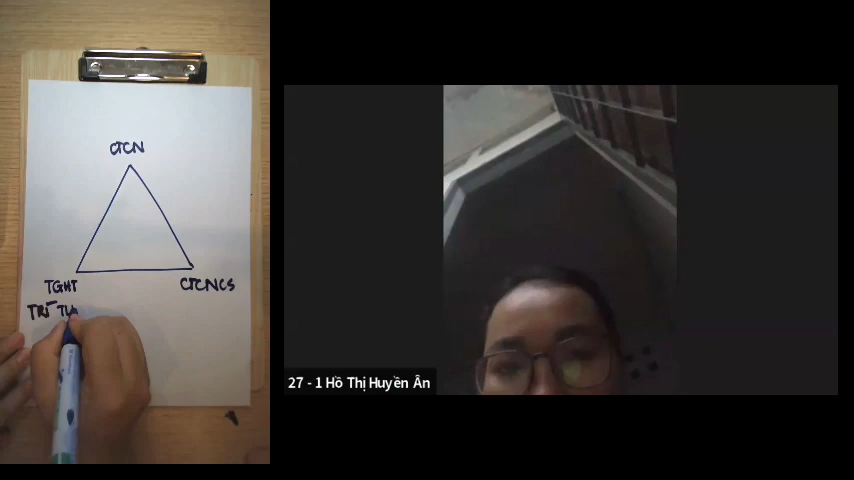 CTCN
TGHT
CTCNCS
TRÍ
27 - 1 Hồ Thị Huyền Ân